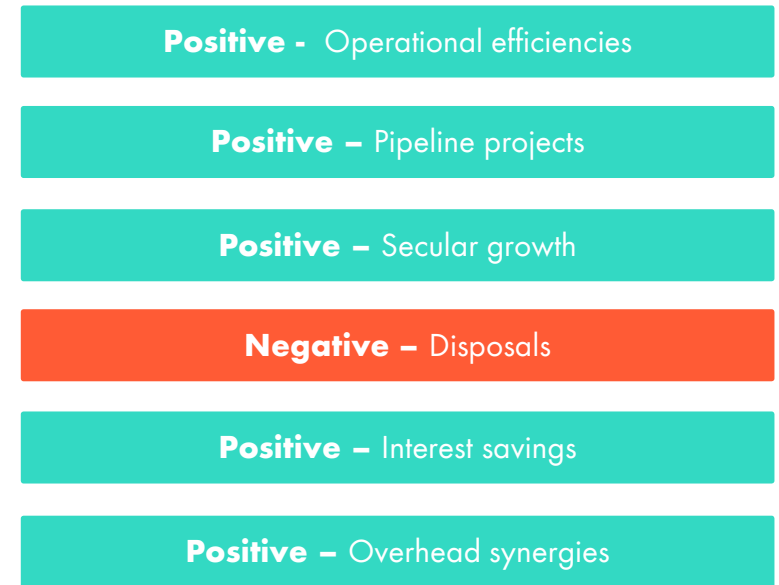 Positive - Operational efficiencies
Positive – Pipeline projects
Positive – Secular growth
Negative – Disposals
Positive – Interest savings
Positive – Overhead synergies